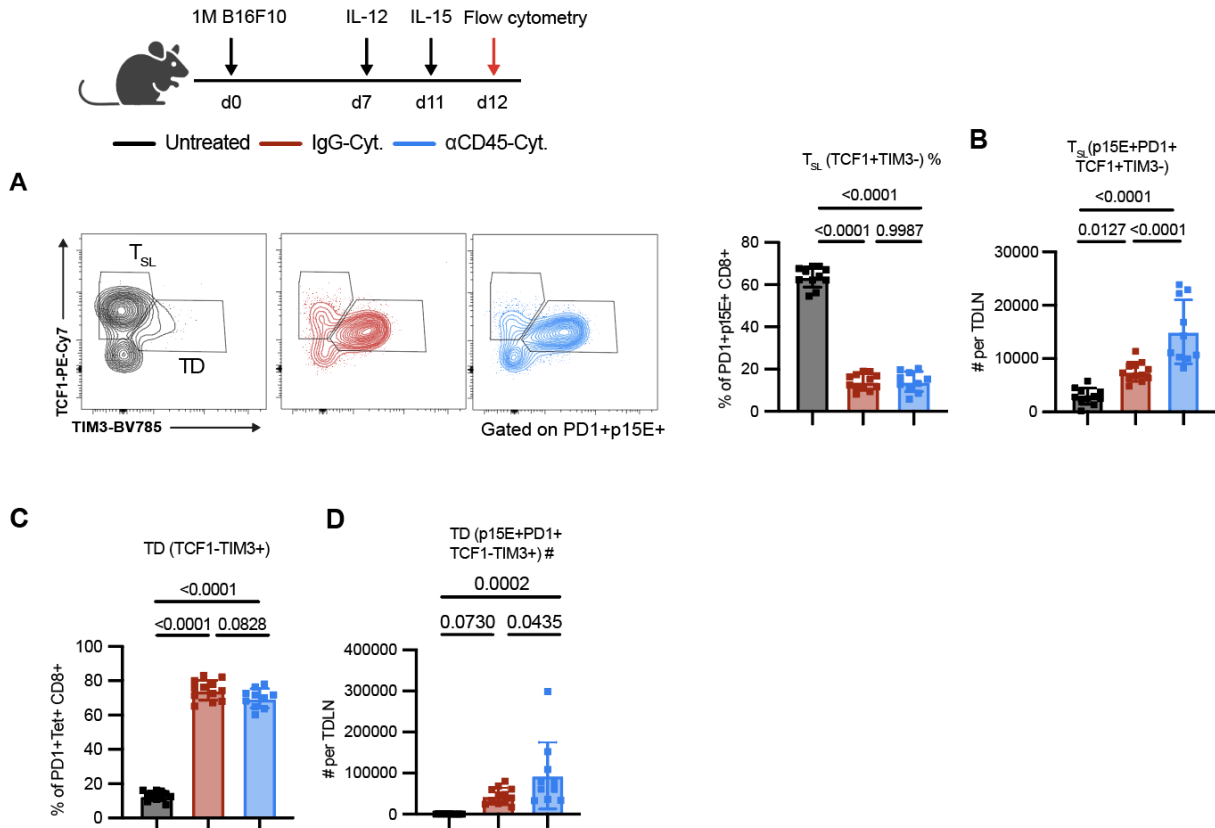 1M B16F10 IL-12 IL-15 Flow cytometry
d0 d7 d11 d12
Untreated IgG-Cyt. αCD45-Cyt.
A
TCF1-PE-Cy7
TSL
TD
TIM3-BV785
Gated on PD1+p15E+
TSL (TCF1+TIM3-) %
<0.0001
<0.0001 0.9987
% of PD1+p15E+ CD8+
80
60
40
20
0
B
TSL(p15E+PD1+
TCF1+TIM3-)
<0.0001
0.0127 <0.0001
# per TDLN
30000
20000
10000
0
C
TD (TCF1-TIM3+)
<0.0001
<0.0001 0.0828
% of PD1+Tet+ CD8+
100
80
60
40
20
0
D
TD (p15E+PD1+
TCF1-TIM3+) #
0.0002
0.0730 0.0435
# per TDLN
400000
300000
200000
100000
0